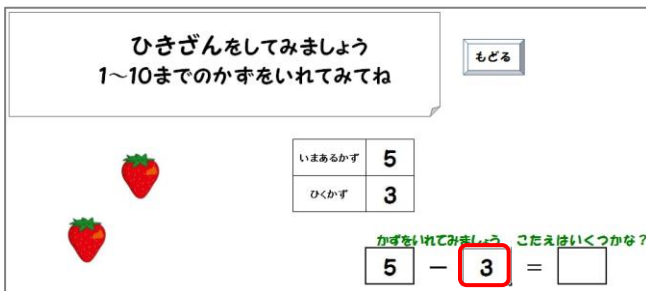 ひきざんをしてみましょう
1～10までのかずをいれてみてね
もどる
いまあるかず 5
ひくかず 3
かずをいれてみましょう こたえはいくつかな？
5 － 3 ＝